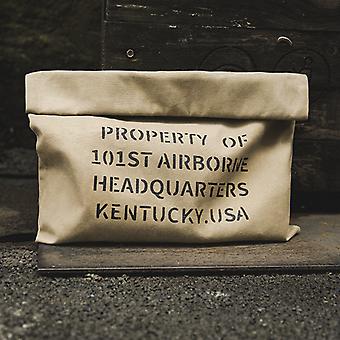 PROPERTY OF
101ST AIRBORNE
HEADQUARTERS
KENTUCKY.USA